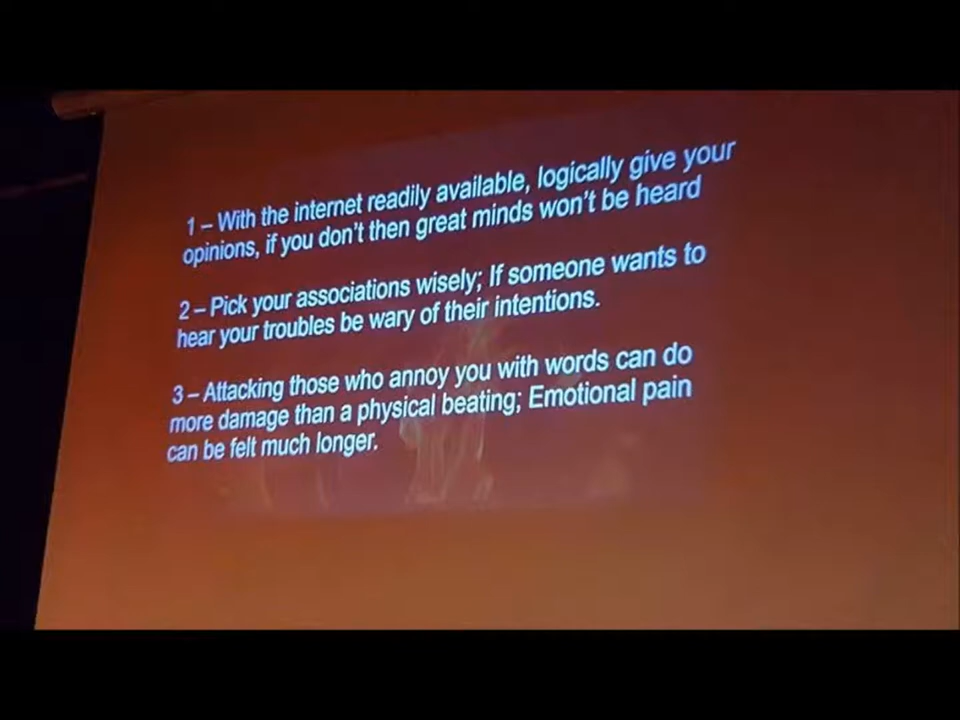 1 – With the internet readily available, logically give your
opinions, if you don't then great minds won't be heard
2 – Pick your associations wisely; If someone wants to
hear your troubles be wary of their intentions.
3 – Attacking those who annoy you with words can do
more damage than a physical beating; Emotional pain
can be felt much longer.